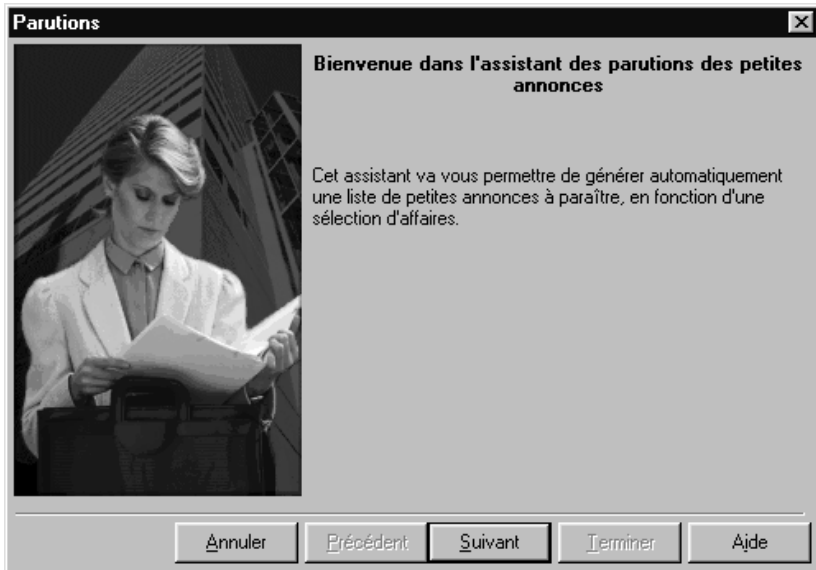 Parutions
Bienvenue dans l'assistant des parutions des petites
annonces
Cet assistant va vous permettre de générer automatiquement
une liste de petites annonces à paraître, en fonction d'une
sélection d'affaires.
Annuler
Précédent
Suivant
Terminer
Aide